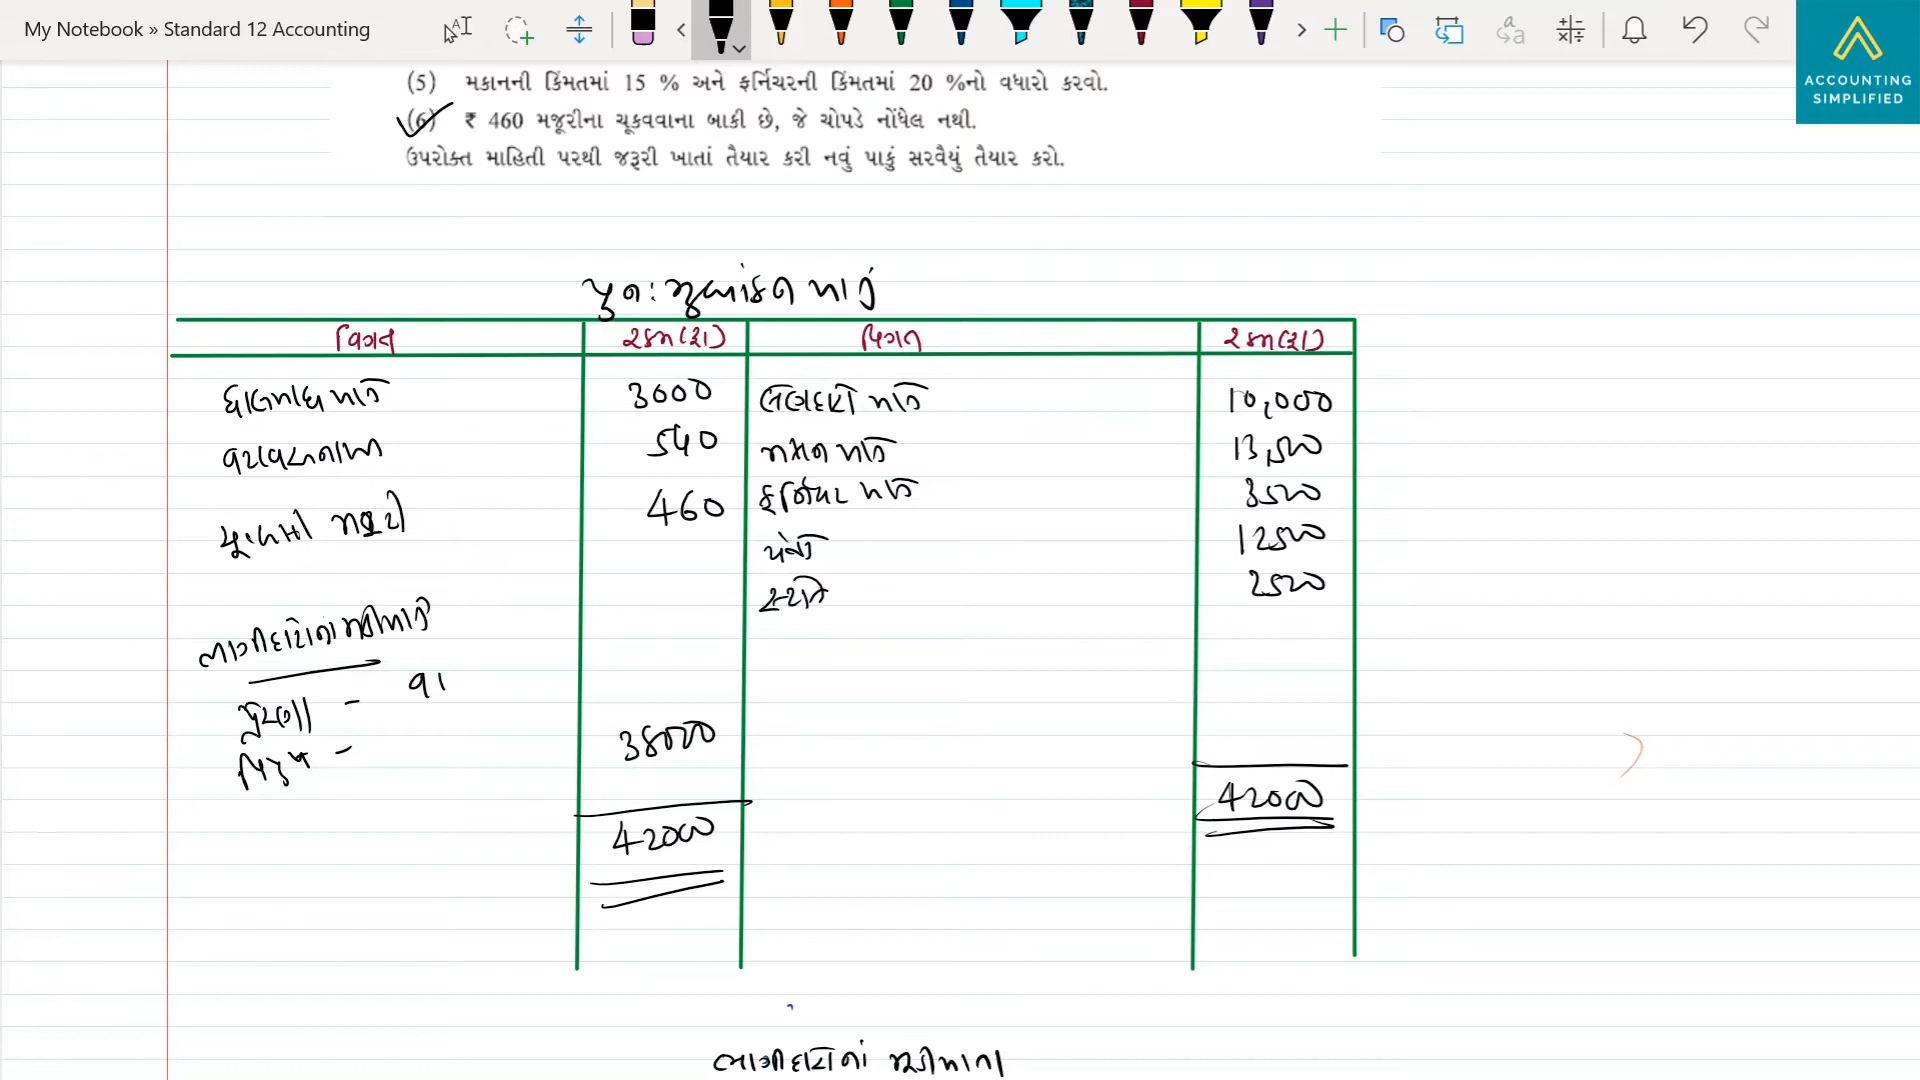 My Notebook » Standard 12 Accounting
ACCOUNTING
SIMPLIFIED
(5) મકાનની કિંમતમાં 15 % અને ફર્નિચરની કિંમતમાં 20 %નો વધારો કરવો.
(6) ₹ 460 મજૂરીના ચૂકવવાના બાકી છે, જે ચોપડે નોંધેલ નથી.
ઉપરોક્ત માહિતી પરથી જરૂરી ખાતાં તૈયાર કરી નવું પાકું સરવૈયું તૈયાર કરો.
પુનઃમૂલ્યાંકન ખાતું
વિગત રકમ(રૂ।) વિગત રકમ(રૂ।)
ઘાલખાધ ખાતે 3000 લેણદારો ખાતે 10,000
540 મકાન ખાતે 13,500
ચૂકવવાની મજૂરી 460 ફર્નિચર ખાતે 3500
યંત્રો 12500
સ્ટોક 2500
ભાગીદારોના મૂડીખાતે
- 91
-
38000
42000 42000
ભાગીદારોનાં મૂડીખાતા